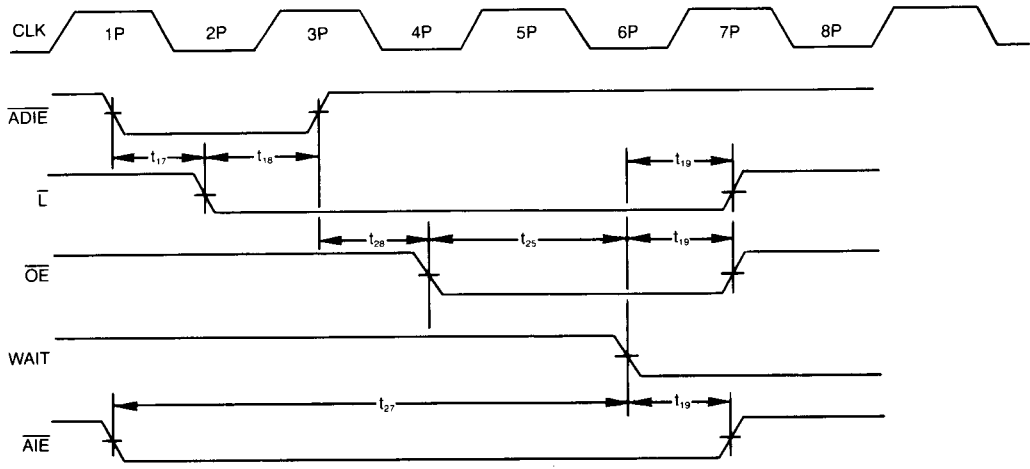 CLK 1P 2P 3P 4P 5P 6P 7P 8P
ADIE
t17 t18 t19
L
t28 t25 t19
OE
WAIT
t27 t19
AIE